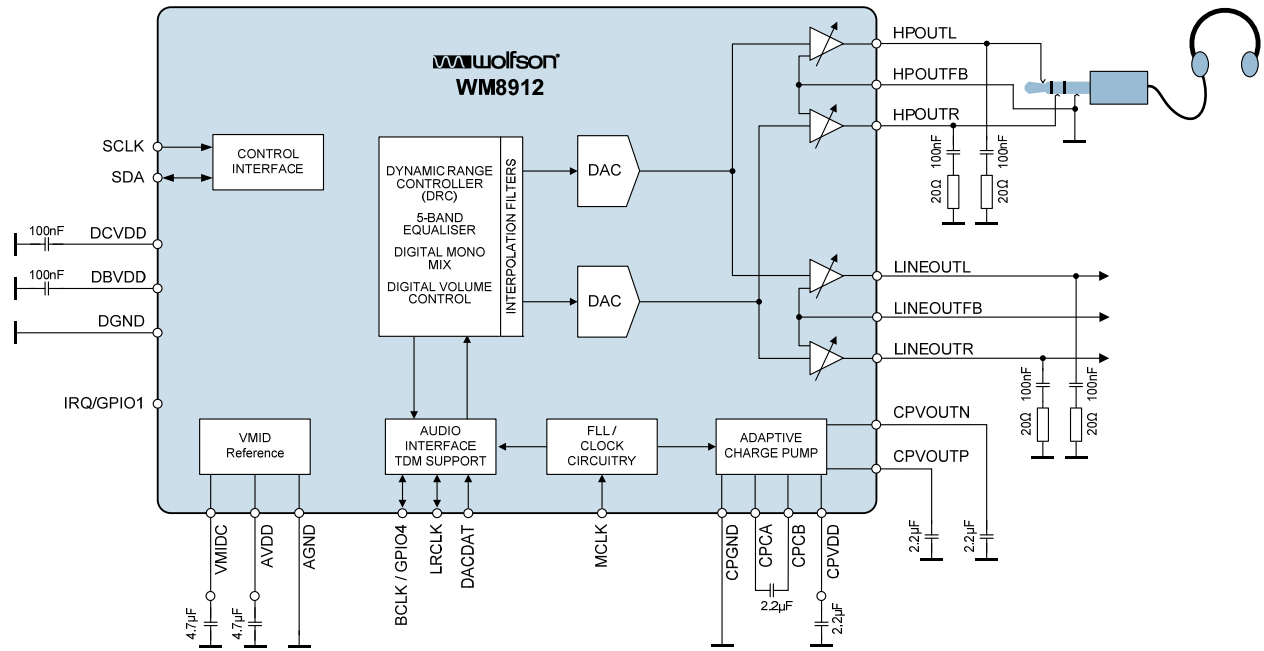 wolfson®
WM8912
SCLK
SDA
CONTROL
INTERFACE
100nF
DCVDD
100nF
DBVDD
DGND
IRQ/GPIO1
DYNAMIC RANGE
CONTROLLER
(DRC)
5-BAND
EQUALISER
DIGITAL MONO
MIX
DIGITAL VOLUME
CONTROL
INTERPOLATION FILTERS
DAC
DAC
HPOUTL
HPOUTFB
HPOUTR
100nF
20Ω
100nF
20Ω
LINEOUTL
LINEOUTFB
LINEOUTR
100nF
20Ω
100nF
20Ω
VMID
Reference
AUDIO
INTERFACE
TDM SUPPORT
FLL /
CLOCK
CIRCUITRY
ADAPTIVE
CHARGE PUMP
CPVOUTN
CPVOUTP
2.2µF
2.2µF
VMIDC
AVDD
AGND
BCLK / GPIO4
LRCLK
DACDAT
MCLK
CPGND
CPCA
CPCB
CPVDD
4.7µF
4.7µF
2.2µF
2.2µF